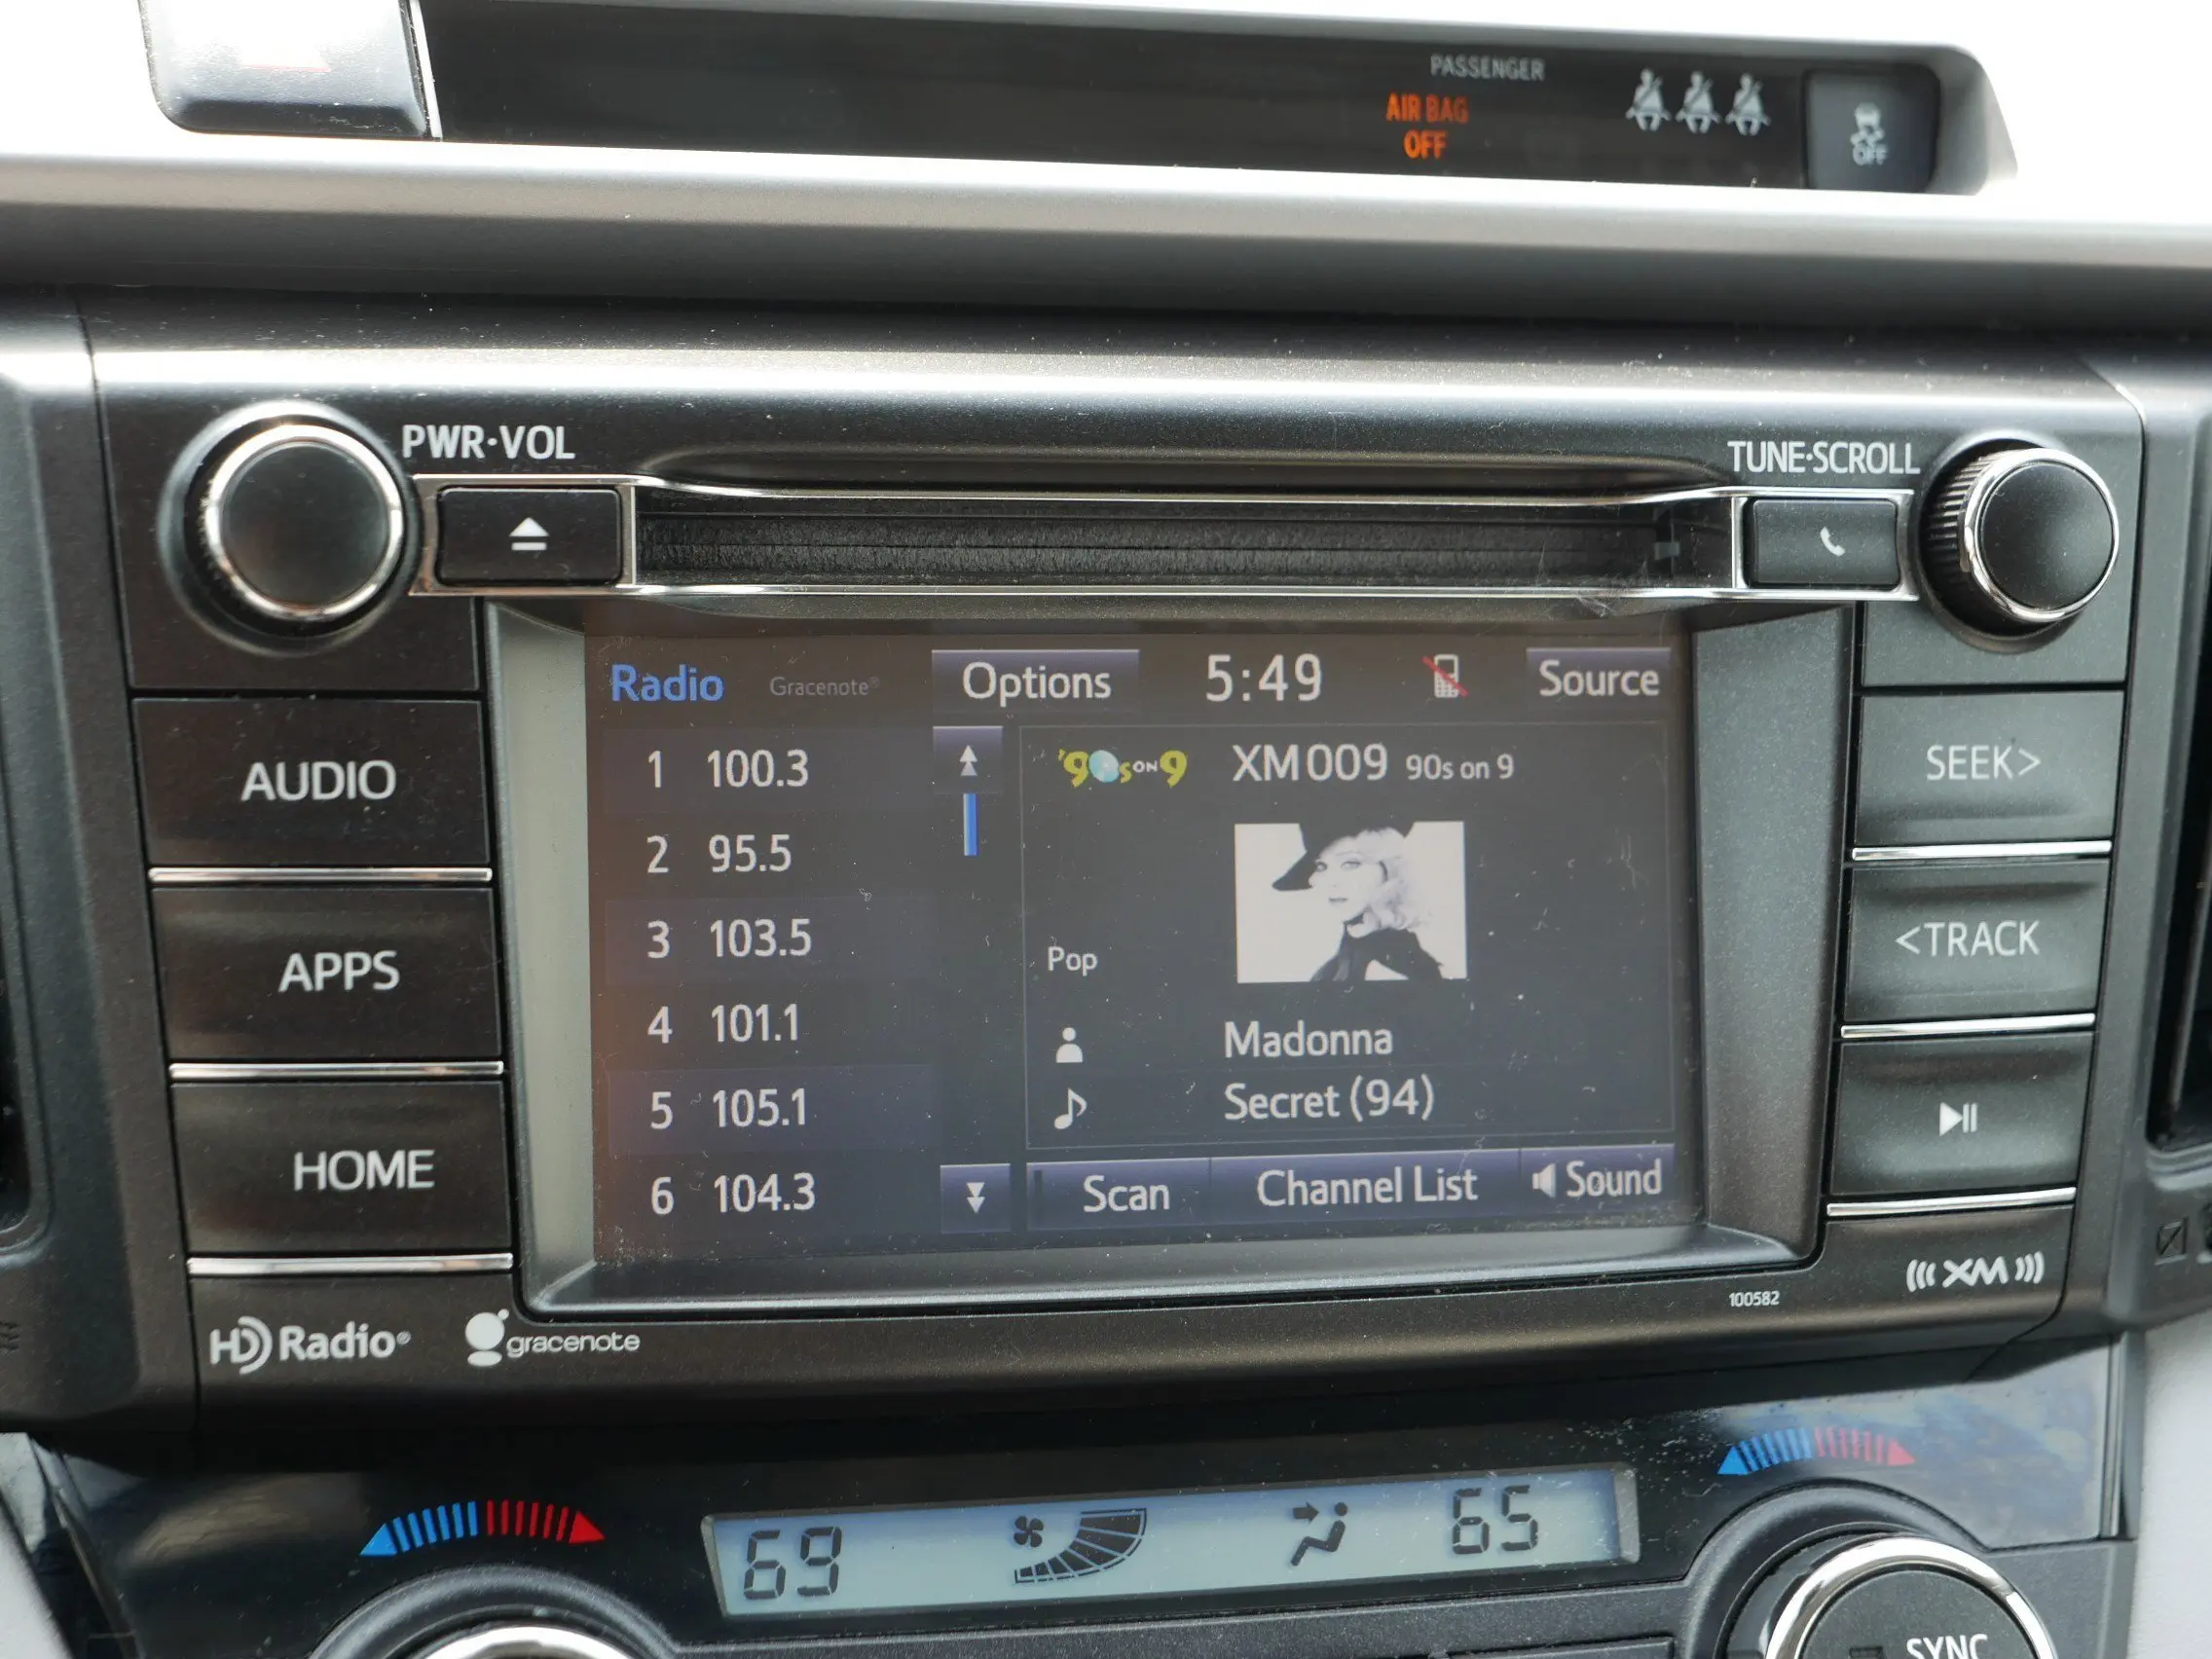 PASSENGER
AIR BAG
OFF
OFF
PWR·VOL
TUNE·SCROLL
Radio Gracenote® Options 5:49 Source
AUDIO
APPS
HOME
1 100.3
2 95.5
3 103.5
4 101.1
5 105.1
6 104.3
'90s ON 9 XM009 90s on 9
Pop
Madonna
Secret (94)
Scan Channel List Sound
SEEK>
<TRACK
XM
100582
HD Radio® gracenote
69 65
SYNC